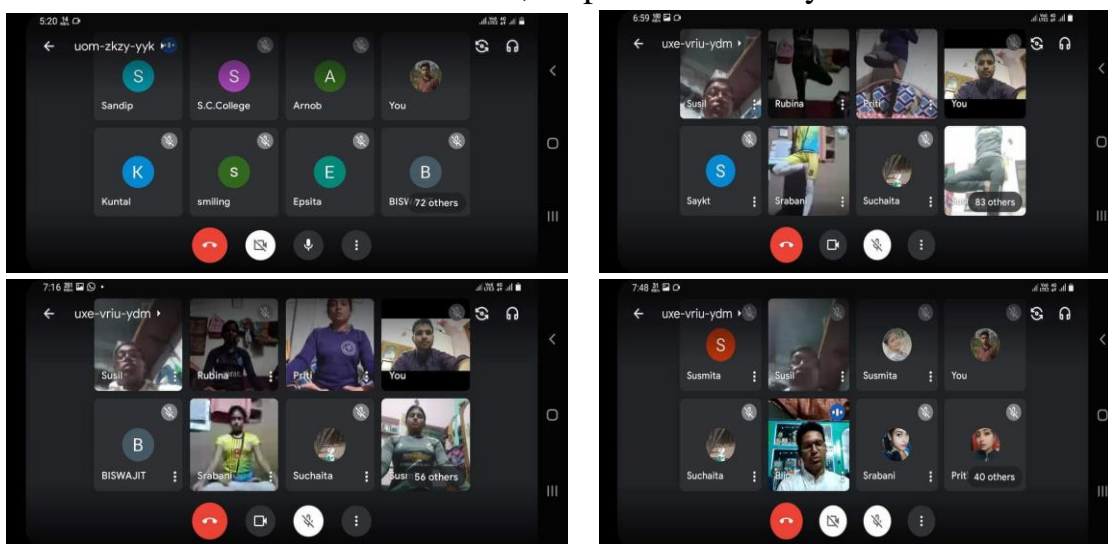 5:20
uom-zkzy-yyk
S
S
A
Sandip
S.C.College
Arnob
You
K
s
E
B
Kuntal
smiling
Epsita
72 others
6:59
uxe-vriu-ydm
Susil
Rubina
Priti
You
S
Saykt
Srabani
Suchaita
83 others
7:16
uxe-vriu-ydm
Susil
Rubina
Priti
You
B
BISWAJIT
Srabani
Suchaita
56 others
7:48
uxe-vriu-ydm
S
Susmita
Susil
Susmita
You
Suchaita
Srabani
Priti
40 others